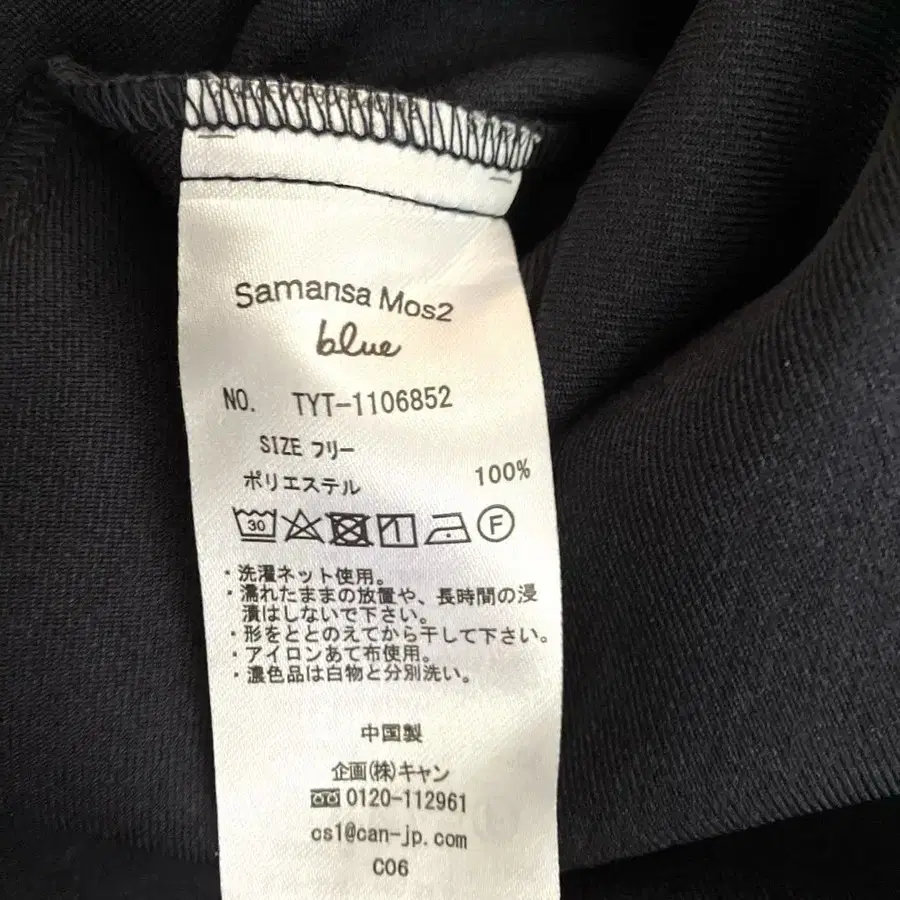 Samansa Mos2
blue
NO. TYT-1106852
SIZE フリー
ポリエステル 100%
30
F
・洗濯ネット使用。
・濡れたままの放置や、長時間の浸
漬はしないで下さい。
・形をととのえてから干して下さい。
・アイロンあて布使用。
・濃色品は白物と分別洗い。
中国製
企画(株)キャン
0120-112961
cs1@can-jp.com
C06